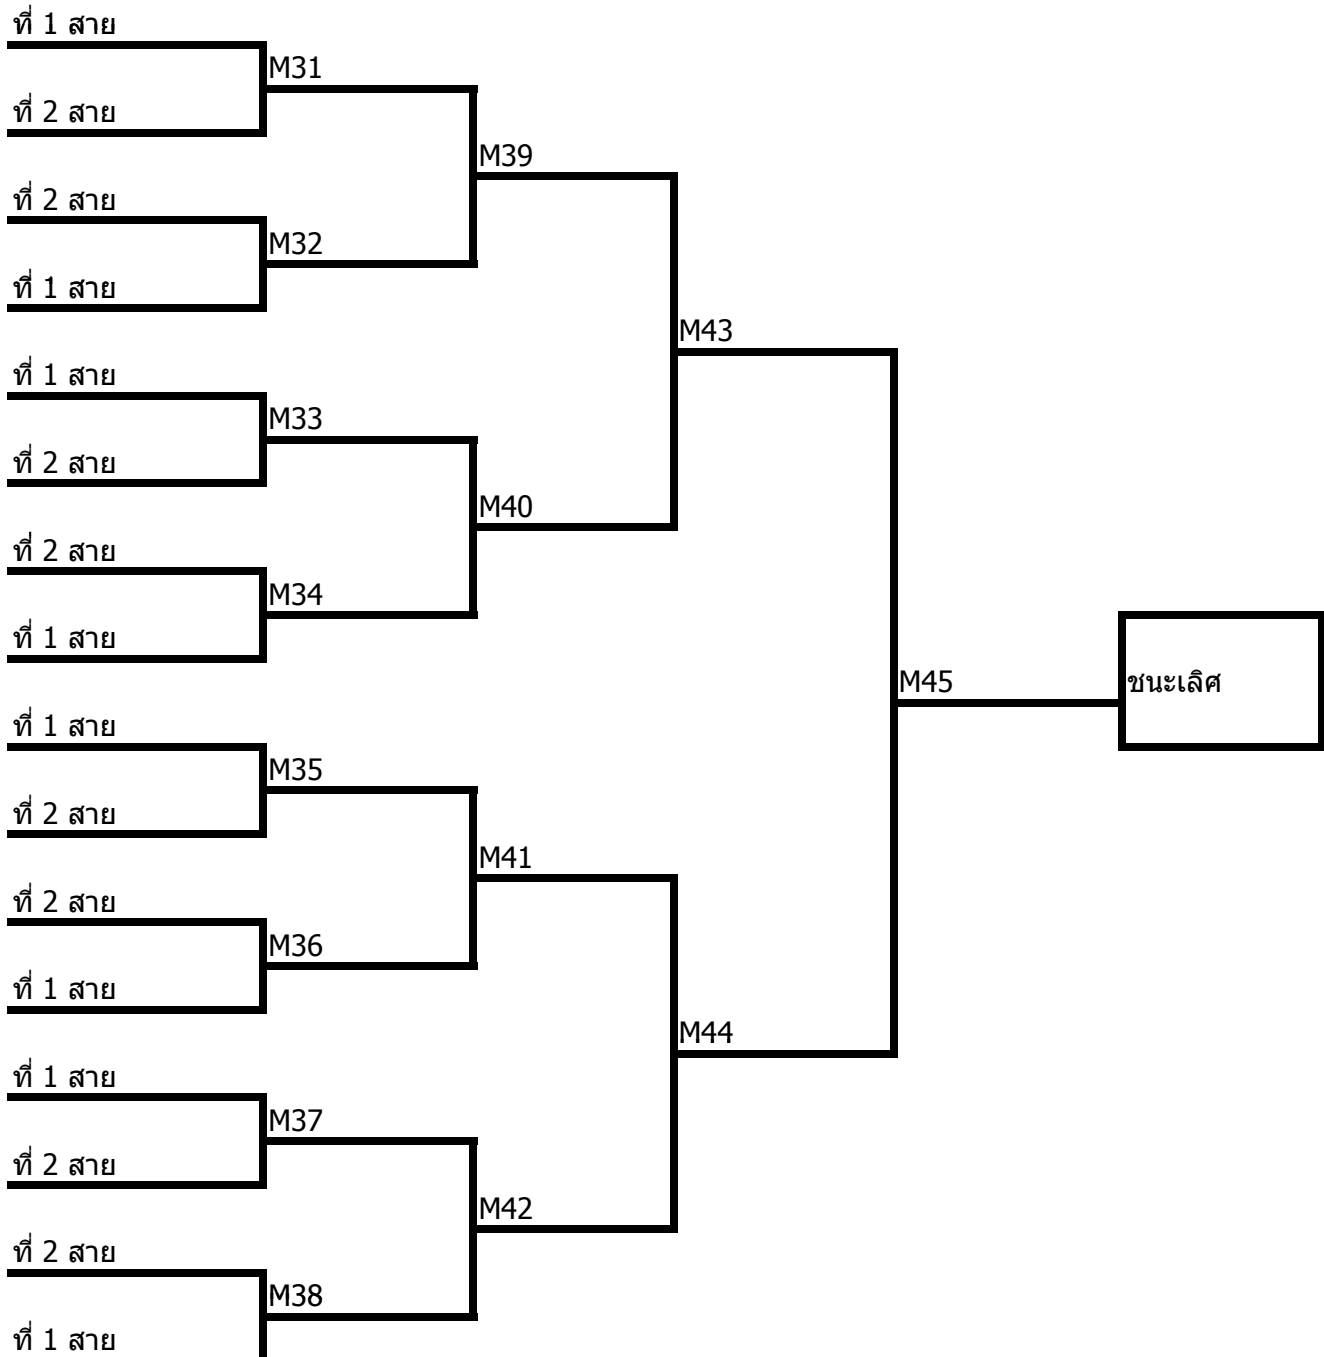 ที่ 1 สาย
M31
ที่ 2 สาย
M39
ที่ 2 สาย
M32
ที่ 1 สาย
M43
ที่ 1 สาย
M33
ที่ 2 สาย
M40
ที่ 2 สาย
M34
ที่ 1 สาย
M45
ชนะเลิศ
ที่ 1 สาย
M35
ที่ 2 สาย
M41
ที่ 2 สาย
M36
ที่ 1 สาย
M44
ที่ 1 สาย
M37
ที่ 2 สาย
M42
ที่ 2 สาย
M38
ที่ 1 สาย